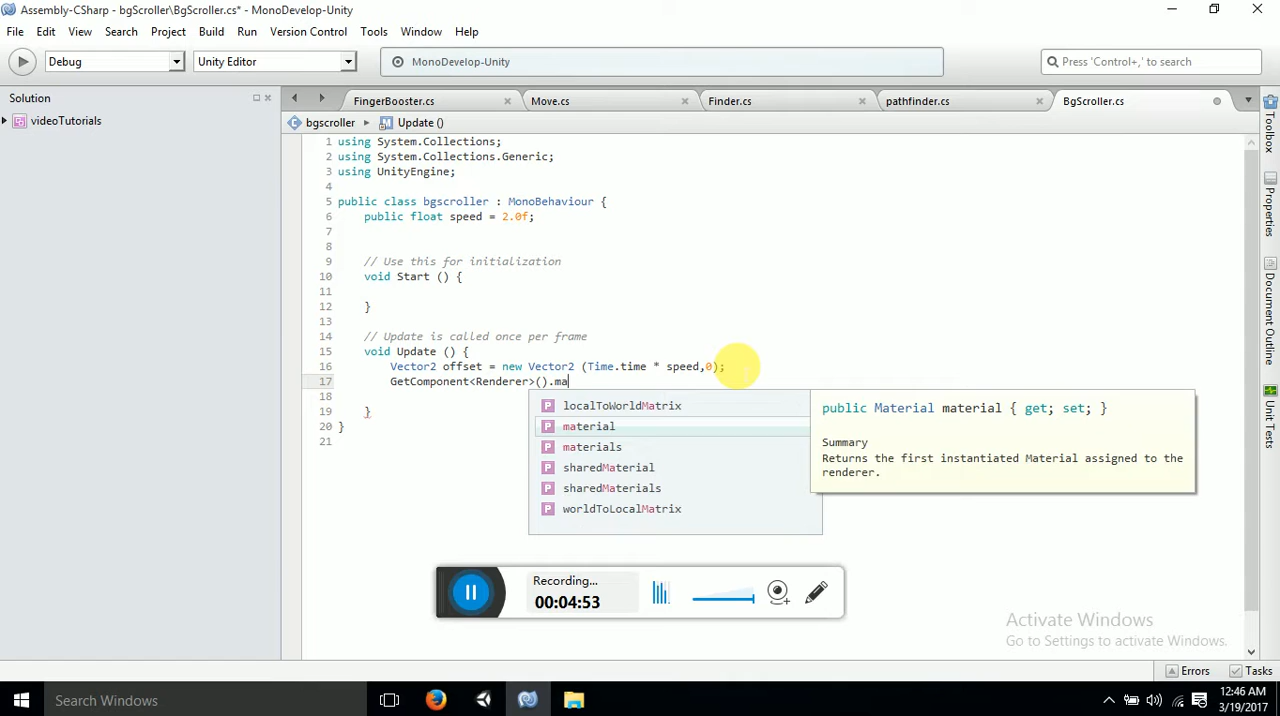 Assembly-CSharp - bgScroller\BgScroller.cs* - MonoDevelop-Unity
File Edit View Search Project Build Run Version Control Tools Window Help
Debug Unity Editor MonoDevelop-Unity Press 'Control+,' to search
Solution
videoTutorials
FingerBooster.cs Move.cs Finder.cs pathfinder.cs BgScroller.cs
bgscroller Update ()
1 using System.Collections;
2 using System.Collections.Generic;
3 using UnityEngine;
4
5 public class bgscroller : MonoBehaviour {
6 public float speed = 2.0f;
7
8
9 // Use this for initialization
10 void Start () {
11
12 }
13
14 // Update is called once per frame
15 void Update () {
16 Vector2 offset = new Vector2 (Time.time * speed,0);
17 GetComponent<Renderer>().ma
18
19 }
20 }
21
localToWorldMatrix
material
materials
sharedMaterial
sharedMaterials
worldToLocalMatrix
public Material material { get; set; }
Summary
Returns the first instantiated Material assigned to the
renderer.
Toolbox
Properties
Document Outline
Unit Tests
Recording...
00:04:53
Activate Windows
Go to Settings to activate Windows.
Errors Tasks
Search Windows
12:46 AM
3/19/2017